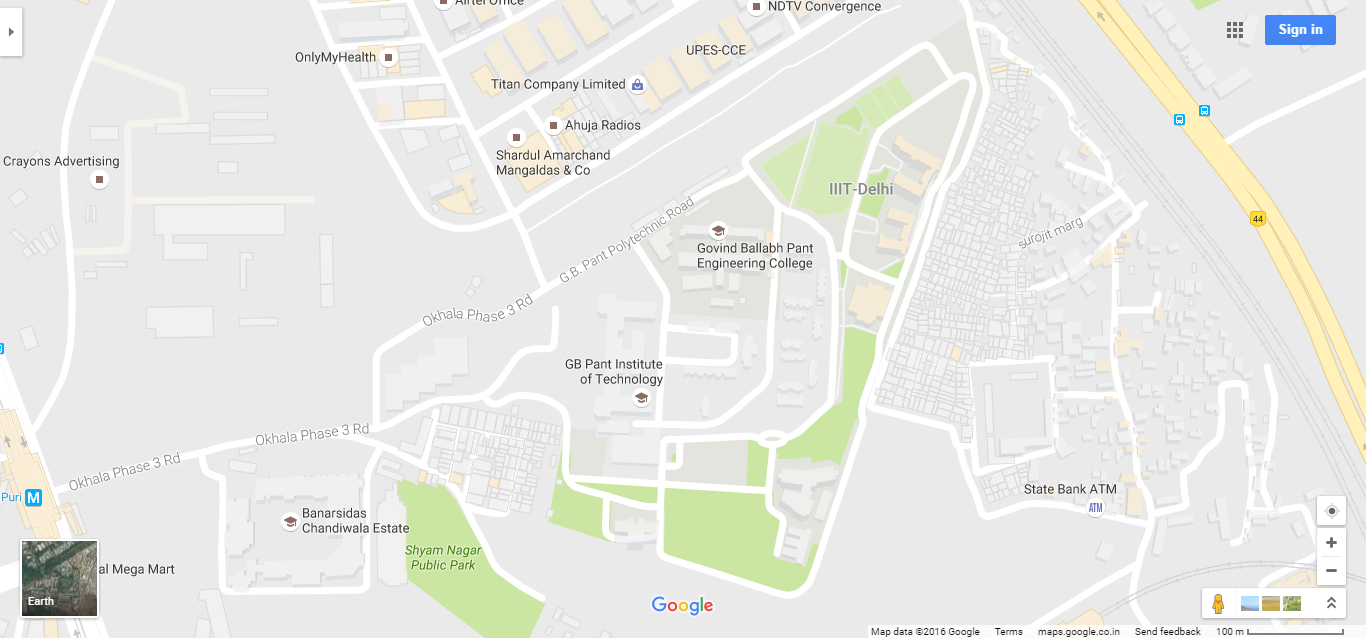 Airtel Office
NDTV Convergence
Sign in
OnlyMyHealth
UPES-CCE
Titan Company Limited
Ahuja Radios
Shardul Amarchand
Mangaldas & Co
Crayons Advertising
IIIT-Delhi
44
G.B. Pant Polytechnic Road
surojit marg
Govind Ballabh Pant
Engineering College
Okhala Phase 3 Rd
GB Pant Institute
of Technology
Okhala Phase 3 Rd
Okhala Phase 3 Rd
Puri M
State Bank ATM
ATM
Banarsidas
Chandiwala Estate
Shyam Nagar
Public Park
al Mega Mart
Earth
Google
Map data ©2016 Google Terms maps.google.co.in Send feedback 100 m